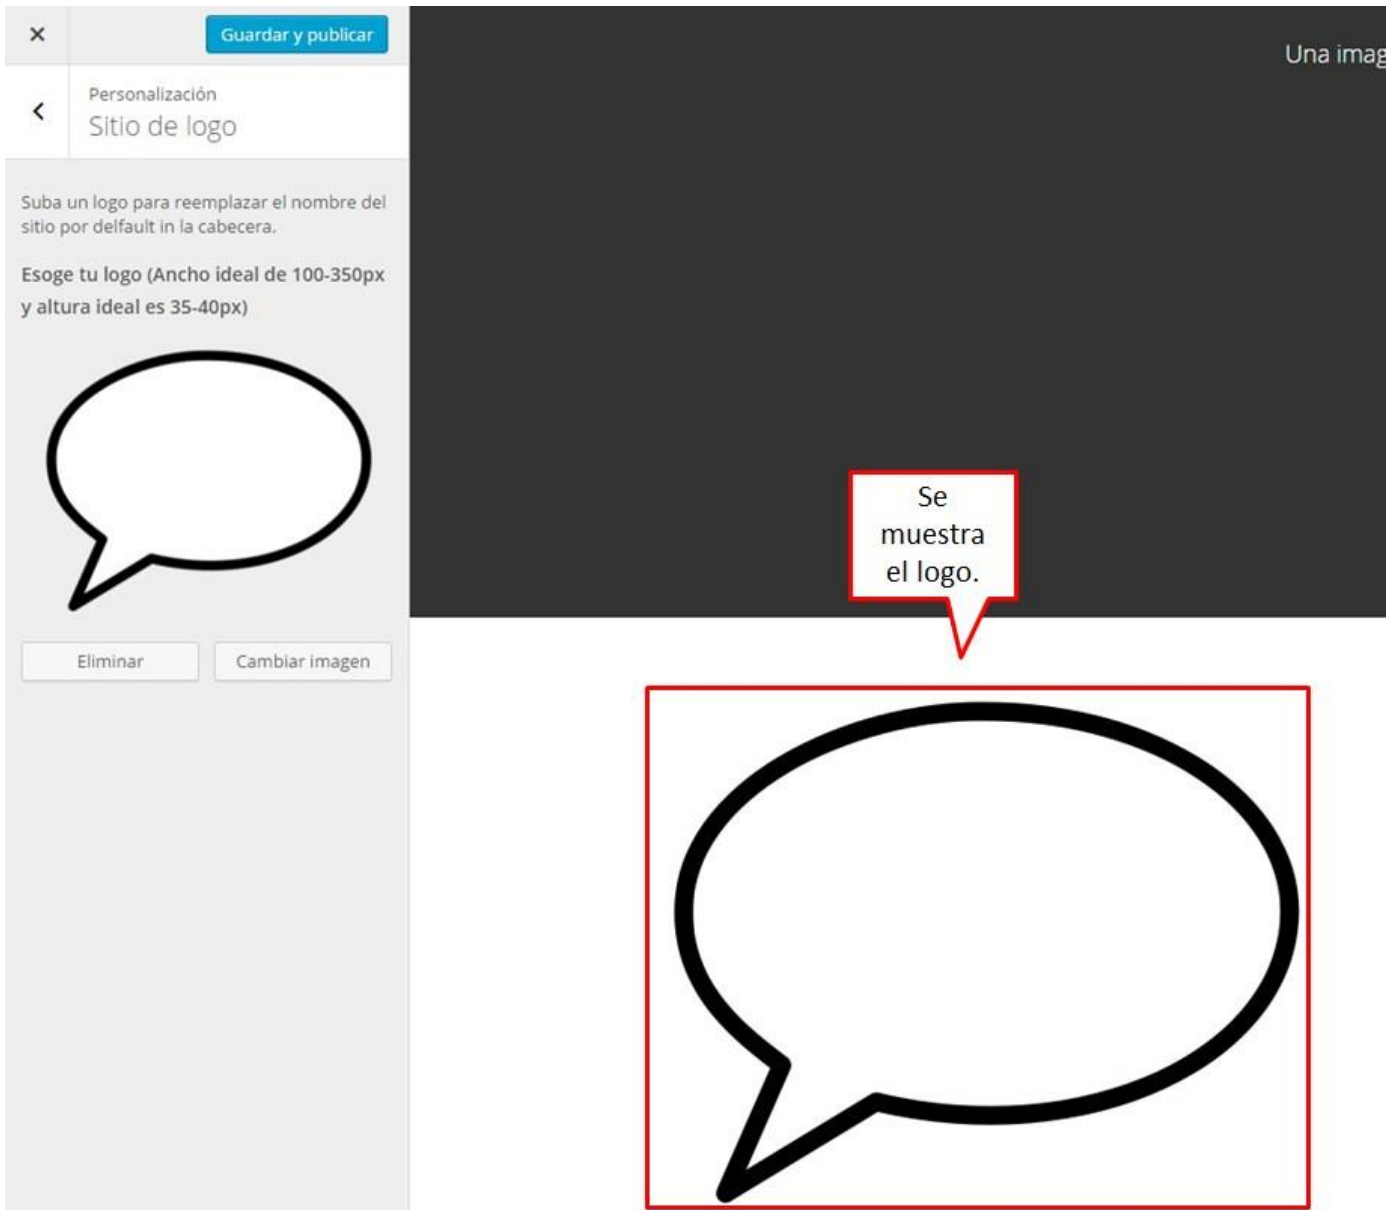 Guardar y publicar
Personalización
Sitio de logo
Suba un logo para reemplazar el nombre del
sitio por delfault in la cabecera.
Esoge tu logo (Ancho ideal de 100-350px
y altura ideal es 35-40px)
Eliminar
Cambiar imagen
Una imag
Se
muestra
el logo.